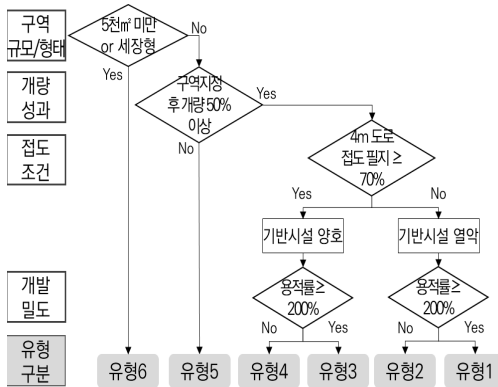 구역
규모/형태
5천㎡ 미만
or 세장형
No
Yes
개량
성과
구역지정
후 개량 50%
이상
Yes
No
접도
조건
4m 도로
접도 필지 ≥
70%
Yes
No
기반시설 양호
기반시설 열악
개발
밀도
용적률≥
200%
용적률≥
200%
No
Yes
No
Yes
유형
구분
유형6
유형5
유형4
유형3
유형2
유형1